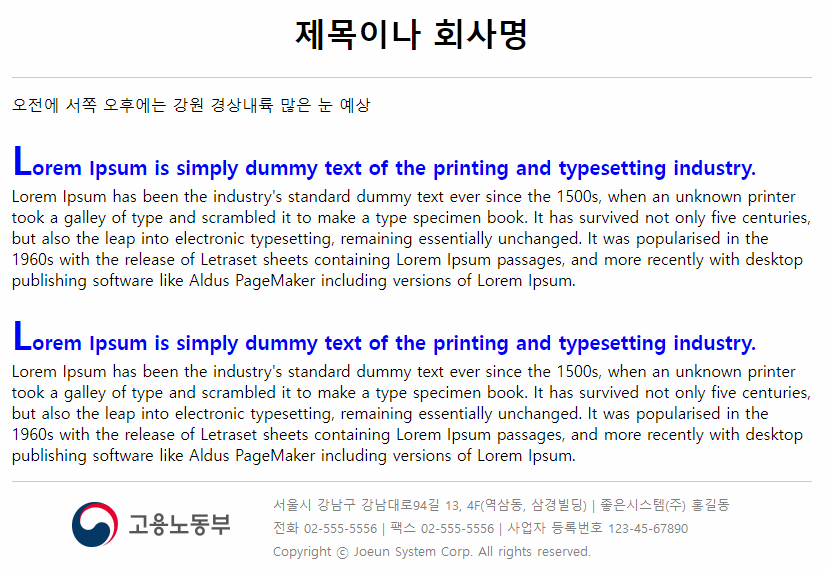 제목이나 회사명
오전에 서쪽 오후에는 강원 경상내륙 많은 눈 예상
Lorem Ipsum is simply dummy text of the printing and typesetting industry.
Lorem Ipsum has been the industry's standard dummy text ever since the 1500s, when an unknown printer
took a galley of type and scrambled it to make a type specimen book. It has survived not only five centuries,
but also the leap into electronic typesetting, remaining essentially unchanged. It was popularised in the
1960s with the release of Letraset sheets containing Lorem Ipsum passages, and more recently with desktop
publishing software like Aldus PageMaker including versions of Lorem Ipsum.
Lorem Ipsum is simply dummy text of the printing and typesetting industry.
Lorem Ipsum has been the industry's standard dummy text ever since the 1500s, when an unknown printer
took a galley of type and scrambled it to make a type specimen book. It has survived not only five centuries,
but also the leap into electronic typesetting, remaining essentially unchanged. It was popularised in the
1960s with the release of Letraset sheets containing Lorem Ipsum passages, and more recently with desktop
publishing software like Aldus PageMaker including versions of Lorem Ipsum.
고용노동부
서울시 강남구 강남대로94길 13, 4F(역삼동, 삼경빌딩) | 좋은시스템(주) 홍길동
전화 02-555-5556 | 팩스 02-555-5556 | 사업자 등록번호 123-45-67890
Copyright ⓒ Joeun System Corp. All rights reserved.